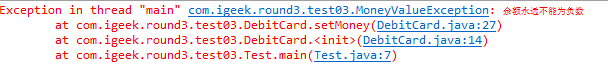 Exception in thread "main" com.igeek.round3.test03.MoneyValueException: 余额永远不能为负数
at com.igeek.round3.test03.DebitCard.setMoney(DebitCard.java:27)
at com.igeek.round3.test03.DebitCard.<init>(DebitCard.java:14)
at com.igeek.round3.test03.Test.main(Test.java:7)